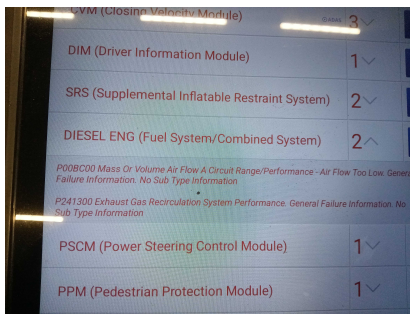 CVM (Closing Velocity Module) 3
DIM (Driver Information Module) 1
SRS (Supplemental Inflatable Restraint System) 2
DIESEL ENG (Fuel System/Combined System) 2
P00BC00 Mass Or Volume Air Flow A Circuit Range/Performance - Air Flow Too Low. General
Failure Information. No Sub Type Information
P241300 Exhaust Gas Recirculation System Performance. General Failure Information. No
Sub Type Information
PSCM (Power Steering Control Module) 1
PPM (Pedestrian Protection Module) 1